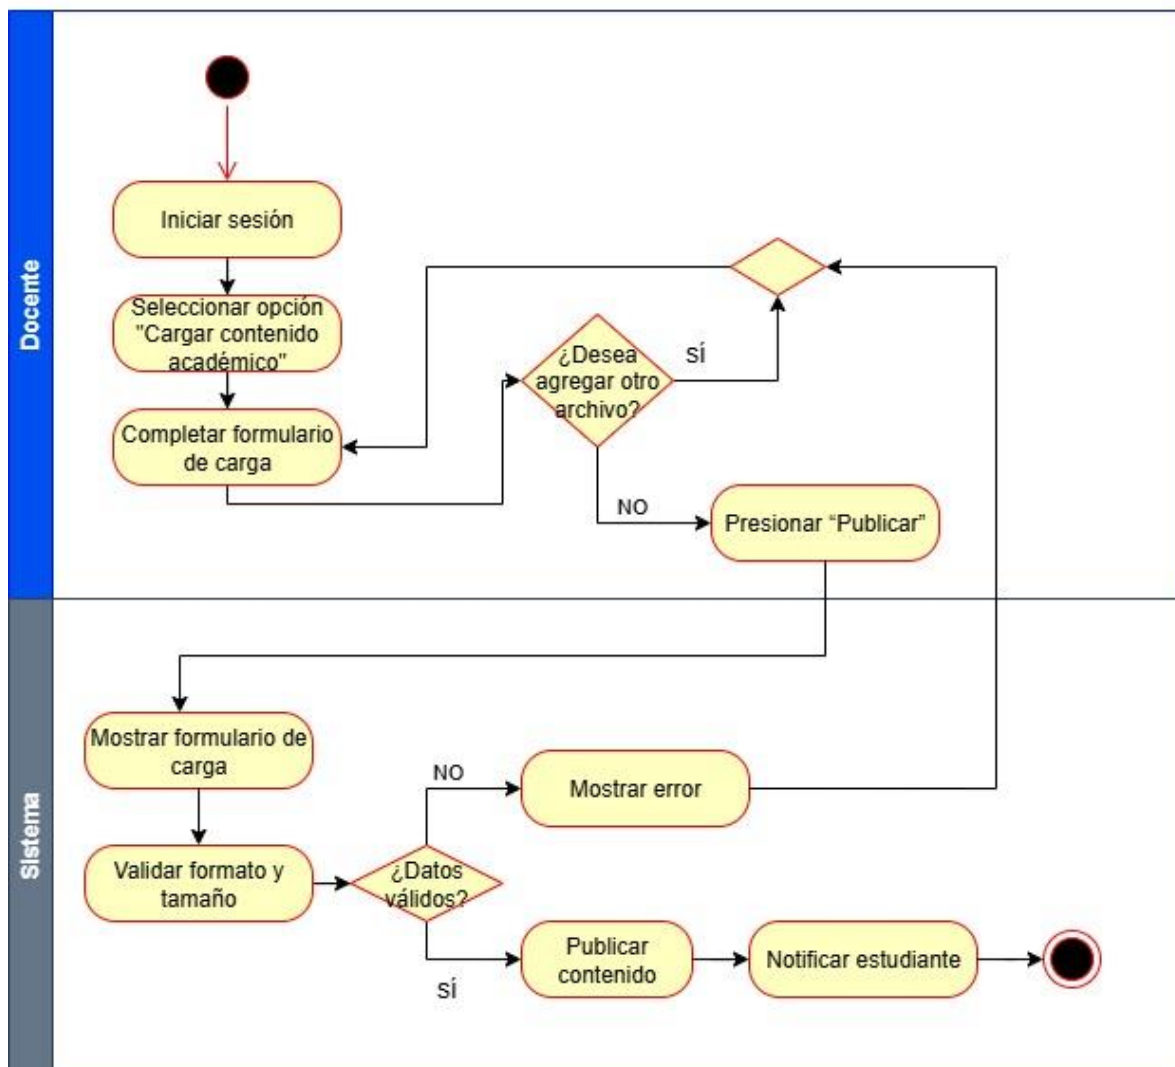 Docente
Iniciar sesión
Seleccionar opción
"Cargar contenido
académico"
Completar formulario
de carga
¿Desea
agregar otro
archivo?
SÍ
NO
Presionar “Publicar”
Sistema
Mostrar formulario de
carga
Validar formato y
tamaño
¿Datos
válidos?
NO
Mostrar error
SÍ
Publicar
contenido
Notificar estudiante